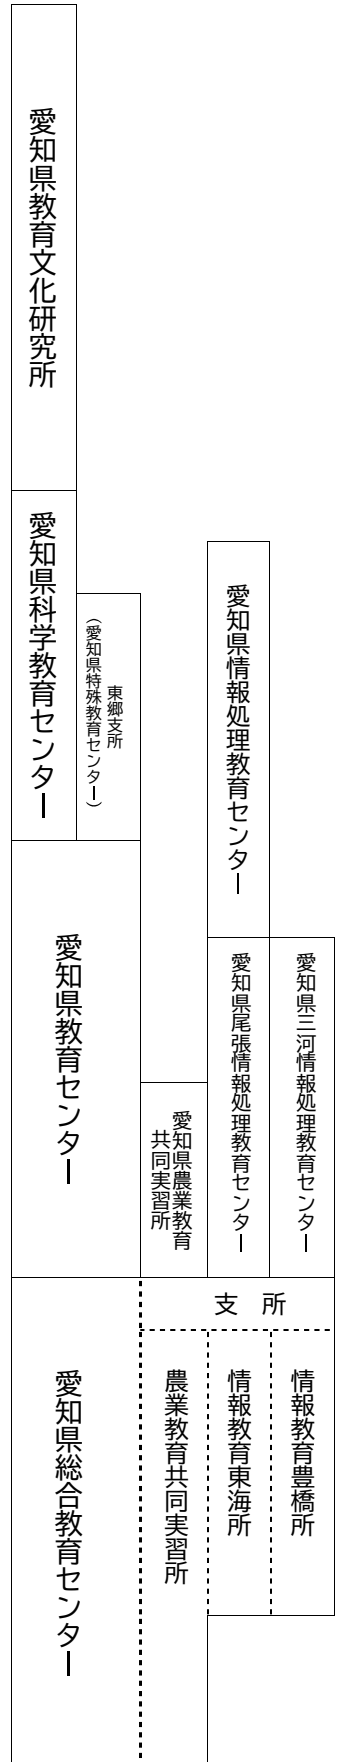 愛知県教育文化研究所
愛知県科学教育センター
東郷支所
（愛知県特殊教育センター）
愛知県情報処理教育センター
愛知県教育センター
愛知県農業教育
共同実習所
愛知県尾張情報処理教育センター
愛知県三河情報処理教育センター
愛知県総合教育センター
支 所
農業教育共同実習所
情報教育東海所
情報教育豊橋所